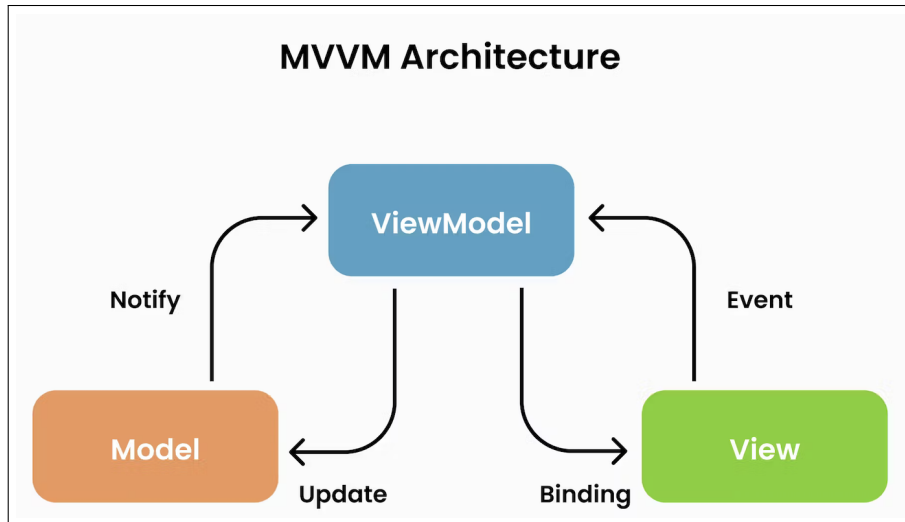 MVVM Architecture
ViewModel
Notify
Event
Model
View
Update
Binding